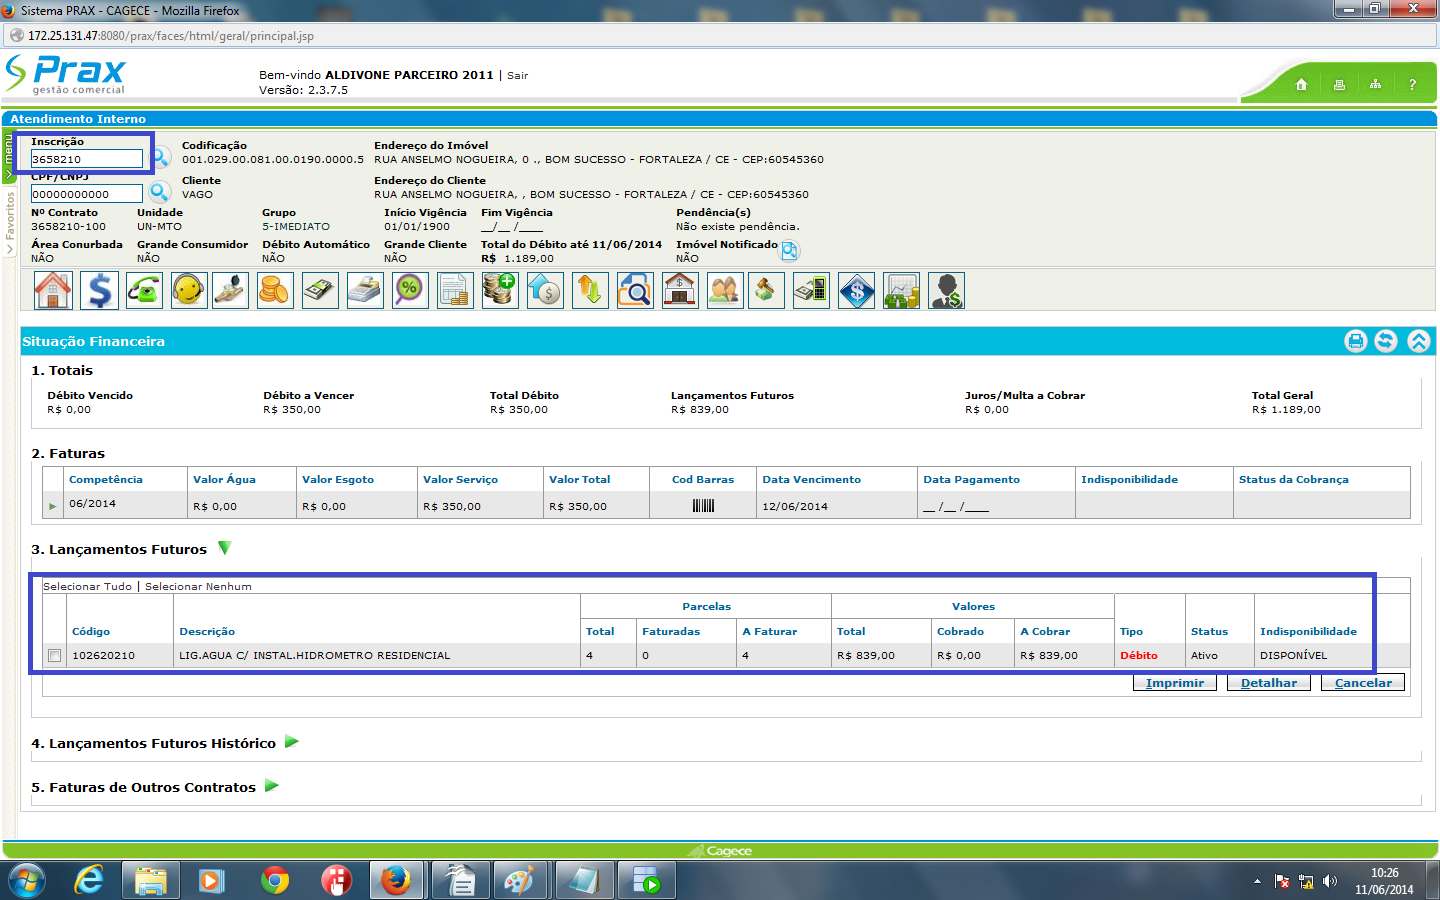 Sistema PRAX - CAGECE - Mozilla Firefox
172.25.131.47:8080/prax/faces/html/geral/principal.jsp
Prax
gestão comercial
Bem-vindo ALDIVONE PARCEIRO 2011 | Sair
Versão: 2.3.7.5
?
Atendimento Interno
menu
Favoritos
Inscrição
3658210
Codificação
001.029.00.081.00.0190.0000.5
Endereço do Imóvel
RUA ANSELMO NOGUEIRA, 0 ., BOM SUCESSO - FORTALEZA / CE - CEP:60545360
CPF/CNPJ
00000000000
Cliente
VAGO
Endereço do Cliente
RUA ANSELMO NOGUEIRA, , BOM SUCESSO - FORTALEZA / CE - CEP:60545360
Nº Contrato Unidade Grupo Início Vigência Fim Vigência Pendência(s)
3658210-100 UN-MTO 5-IMEDIATO 01/01/1900 __/__ /____ Não existe pendência.
Área Conurbada Grande Consumidor Débito Automático Grande Cliente Total do Débito até 11/06/2014 Imóvel Notificado
NÃO NÃO NÃO NÃO R$ 1.189,00 NÃO
Situação Financeira
1. Totais
Débito Vencido Débito a Vencer Total Débito Lançamentos Futuros Juros/Multa a Cobrar Total Geral
R$ 0,00 R$ 350,00 R$ 350,00 R$ 839,00 R$ 0,00 R$ 1.189,00
2. Faturas
Competência Valor Água Valor Esgoto Valor Serviço Valor Total Cod Barras Data Vencimento Data Pagamento Indisponibilidade Status da Cobrança
06/2014 R$ 0,00 R$ 0,00 R$ 350,00 R$ 350,00 12/06/2014 __ /__ /____
3. Lançamentos Futuros
Selecionar Tudo | Selecionar Nenhum
Parcelas Valores
Código Descrição Total Faturadas A Faturar Total Cobrado A Cobrar Tipo Status Indisponibilidade
102620210 LIG.AGUA C/ INSTAL.HIDROMETRO RESIDENCIAL 4 0 4 R$ 839,00 R$ 0,00 R$ 839,00 Débito Ativo DISPONÍVEL
Imprimir Detalhar Cancelar
4. Lançamentos Futuros Histórico
5. Faturas de Outros Contratos
Cagece
10:26
11/06/2014